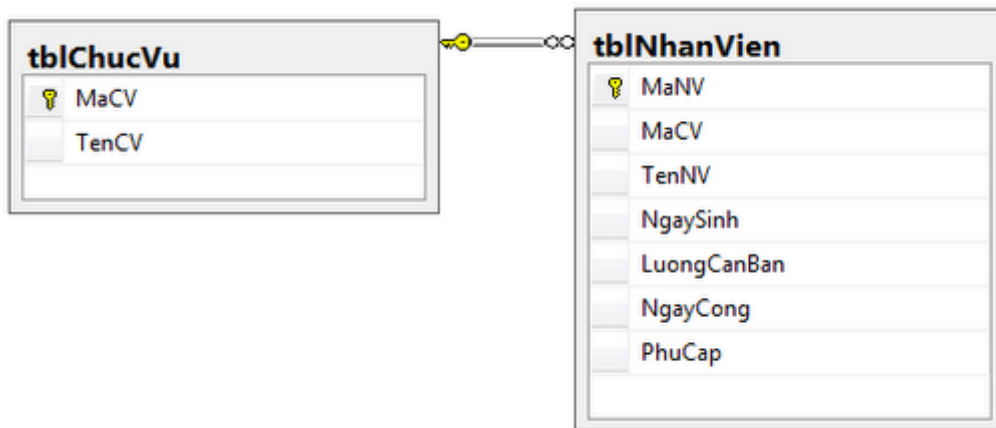 tblChucVu
MaCV
TenCV
tblNhanVien
MaNV
MaCV
TenNV
NgaySinh
LuongCanBan
NgayCong
PhuCap